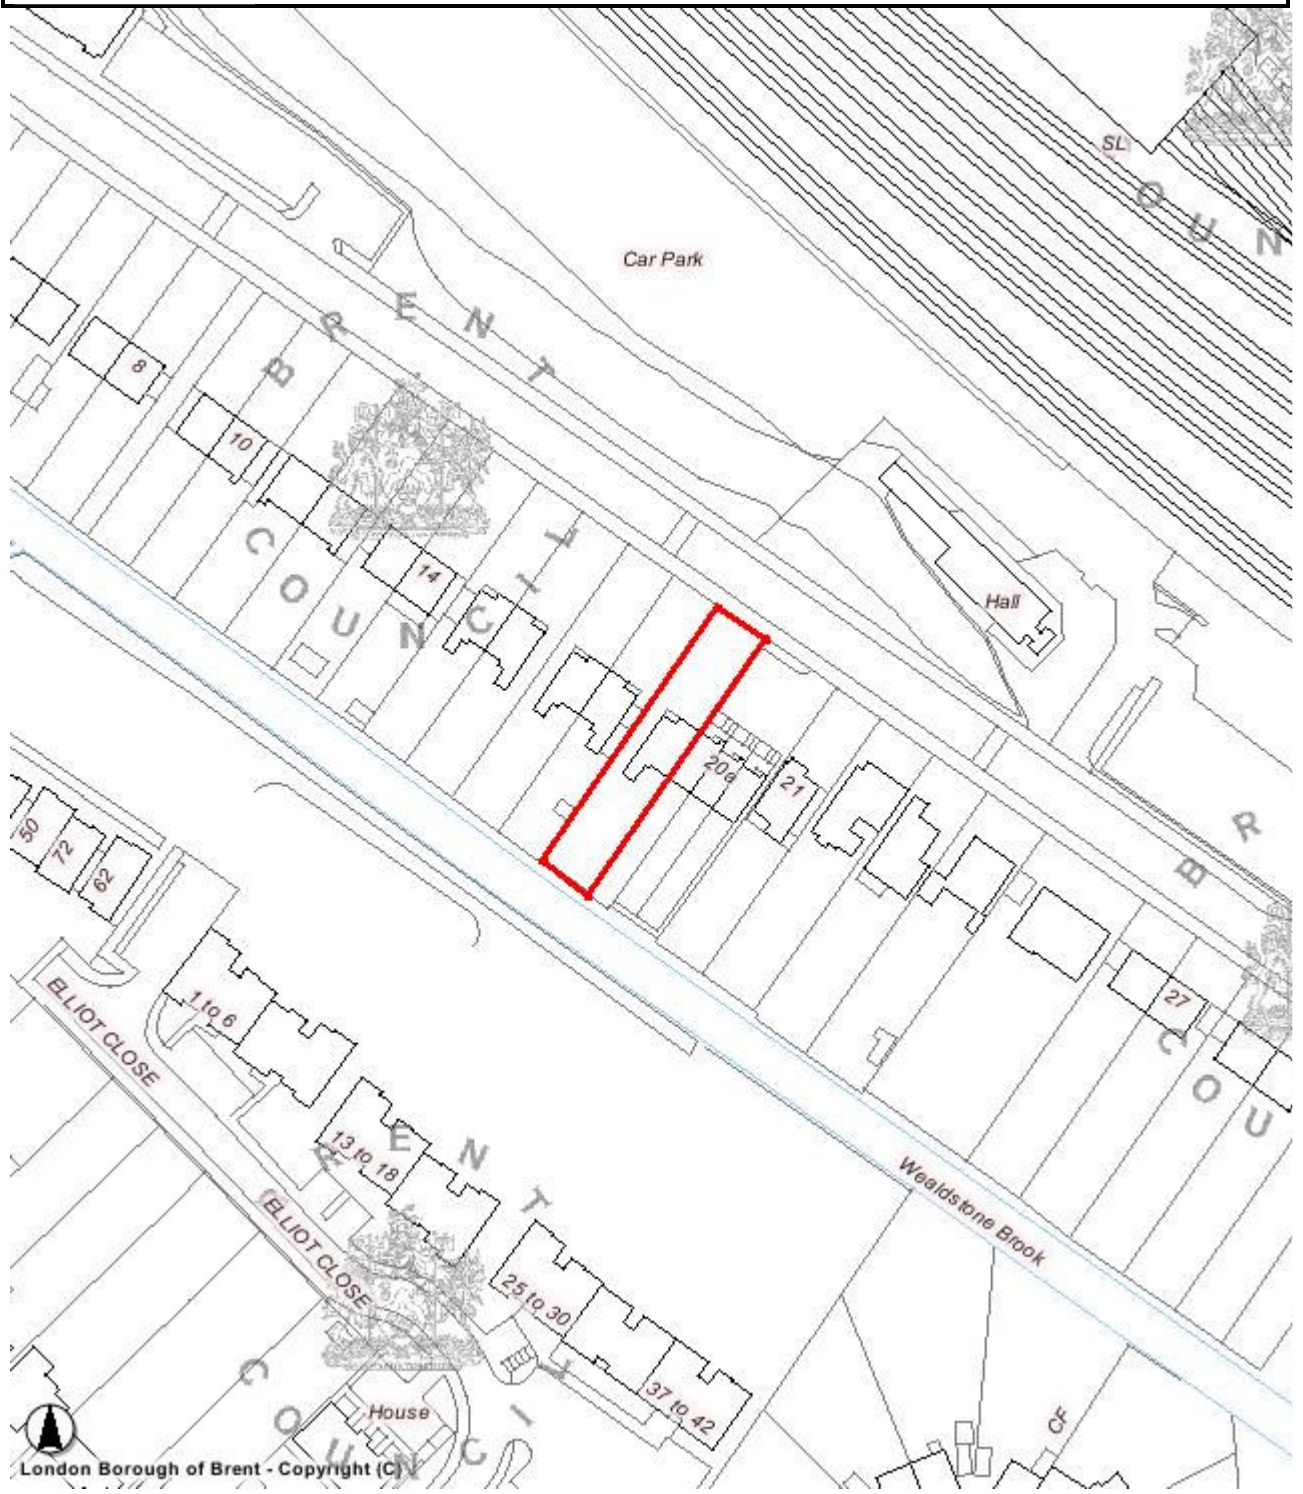 SL
Car Park
8
10
14
Hall
20a
21
27
50
72
62
1 to 6
ELLIOT CLOSE
13 to 18
ELLIOT CLOSE
25 to 30
37 to 42
Wealdstone Brook
House
CF
BRENT
COUNCIL
BRENT
COUNCIL
OUN
BR
COU
London Borough of Brent - Copyright (C)